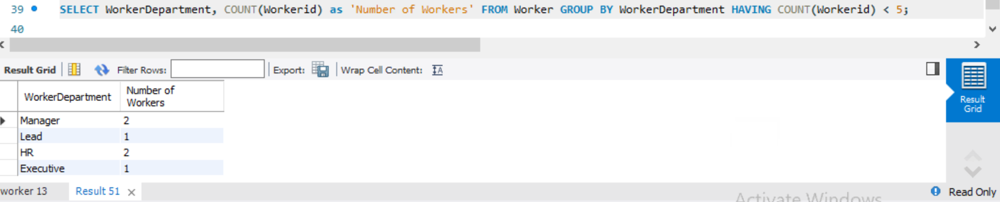 39 SELECT WorkerDepartment, COUNT(Workerid) as 'Number of Workers' FROM Worker GROUP BY WorkerDepartment HAVING COUNT(Workerid) < 5;
40
Result Grid Filter Rows: Export: Wrap Cell Content: IA
WorkerDepartment Number of
Workers
Manager 2
Lead 1
HR 2
Executive 1
Result
Grid
worker 13 Result 51 × Read Only
Activate Windows